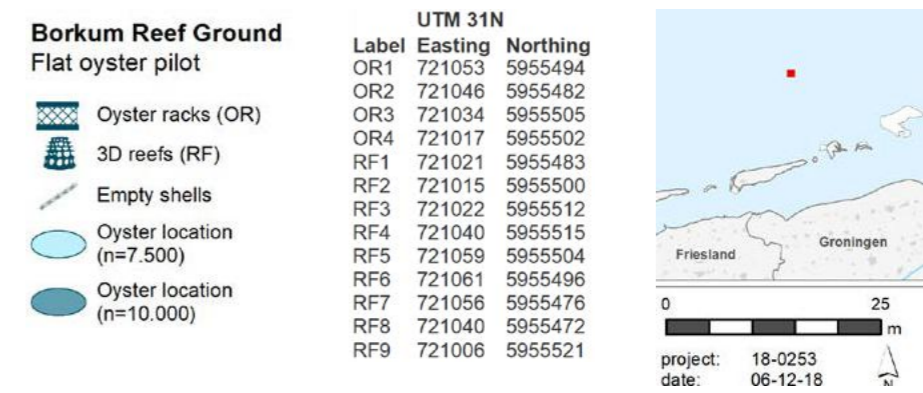 Borkum Reef Ground
Flat oyster pilot
Oyster racks (OR)
3D reefs (RF)
Empty shells
Oyster location
(n=7.500)
Oyster location
(n=10.000)
UTM 31N
Label Easting Northing
OR1 721053 5955494
OR2 721046 5955482
OR3 721034 5955505
OR4 721017 5955502
RF1 721021 5955483
RF2 721015 5955500
RF3 721022 5955512
RF4 721040 5955515
RF5 721059 5955504
RF6 721061 5955496
RF7 721056 5955476
RF8 721040 5955472
RF9 721006 5955521
Friesland
Groningen
0 25
m
project: 18-0253
date: 06-12-18
N